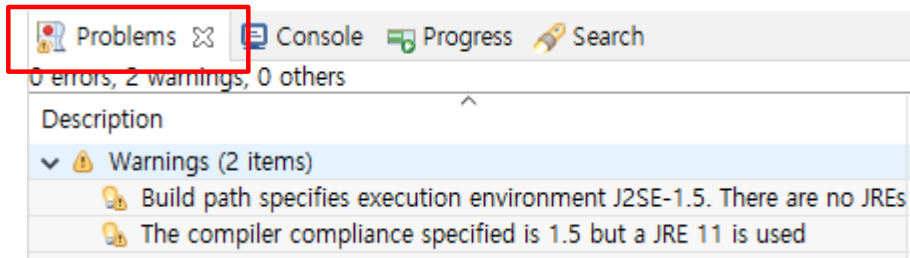 Problems Console Progress Search
0 errors, 2 warnings, 0 others
Description
Warnings (2 items)
Build path specifies execution environment J2SE-1.5. There are no JREs
The compiler compliance specified is 1.5 but a JRE 11 is used